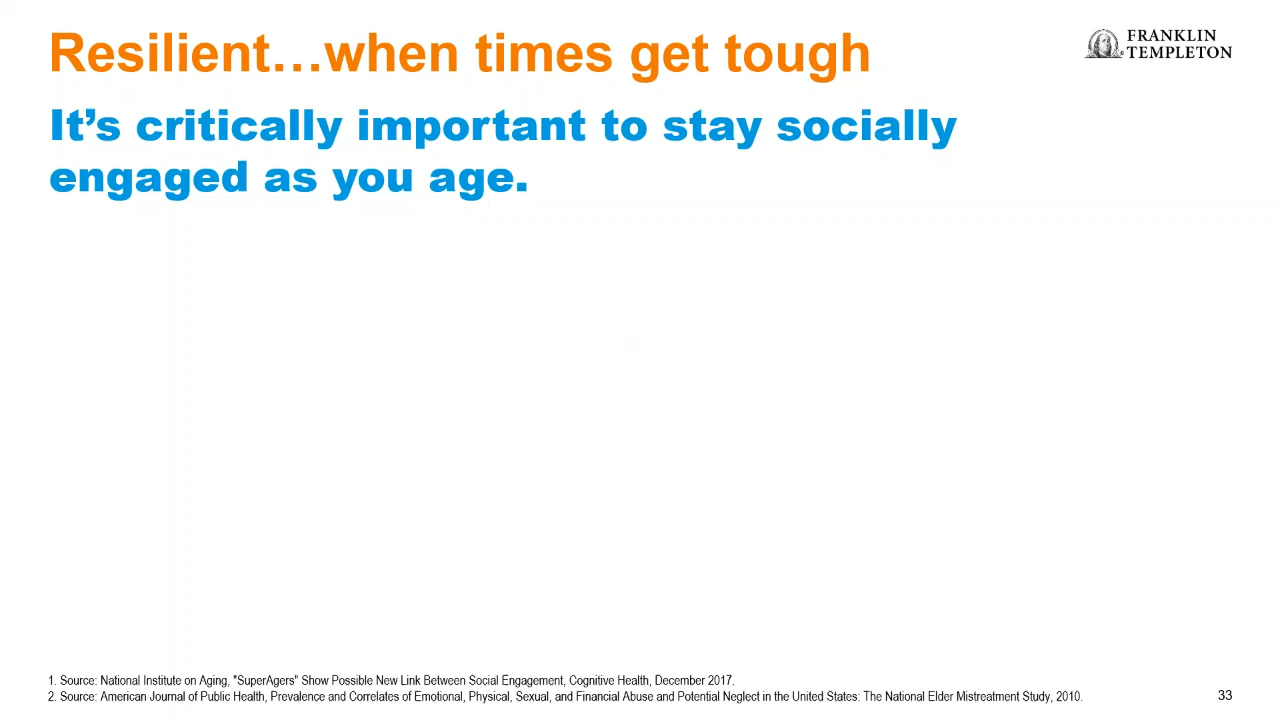 Resilient…when times get tough
FRANKLIN
TEMPLETON
It’s critically important to stay socially
engaged as you age.
1. Source: National Institute on Aging, "SuperAgers" Show Possible New Link Between Social Engagement, Cognitive Health, December 2017.
2. Source: American Journal of Public Health, Prevalence and Correlates of Emotional, Physical, Sexual, and Financial Abuse and Potential Neglect in the United States: The National Elder Mistreatment Study, 2010.
33